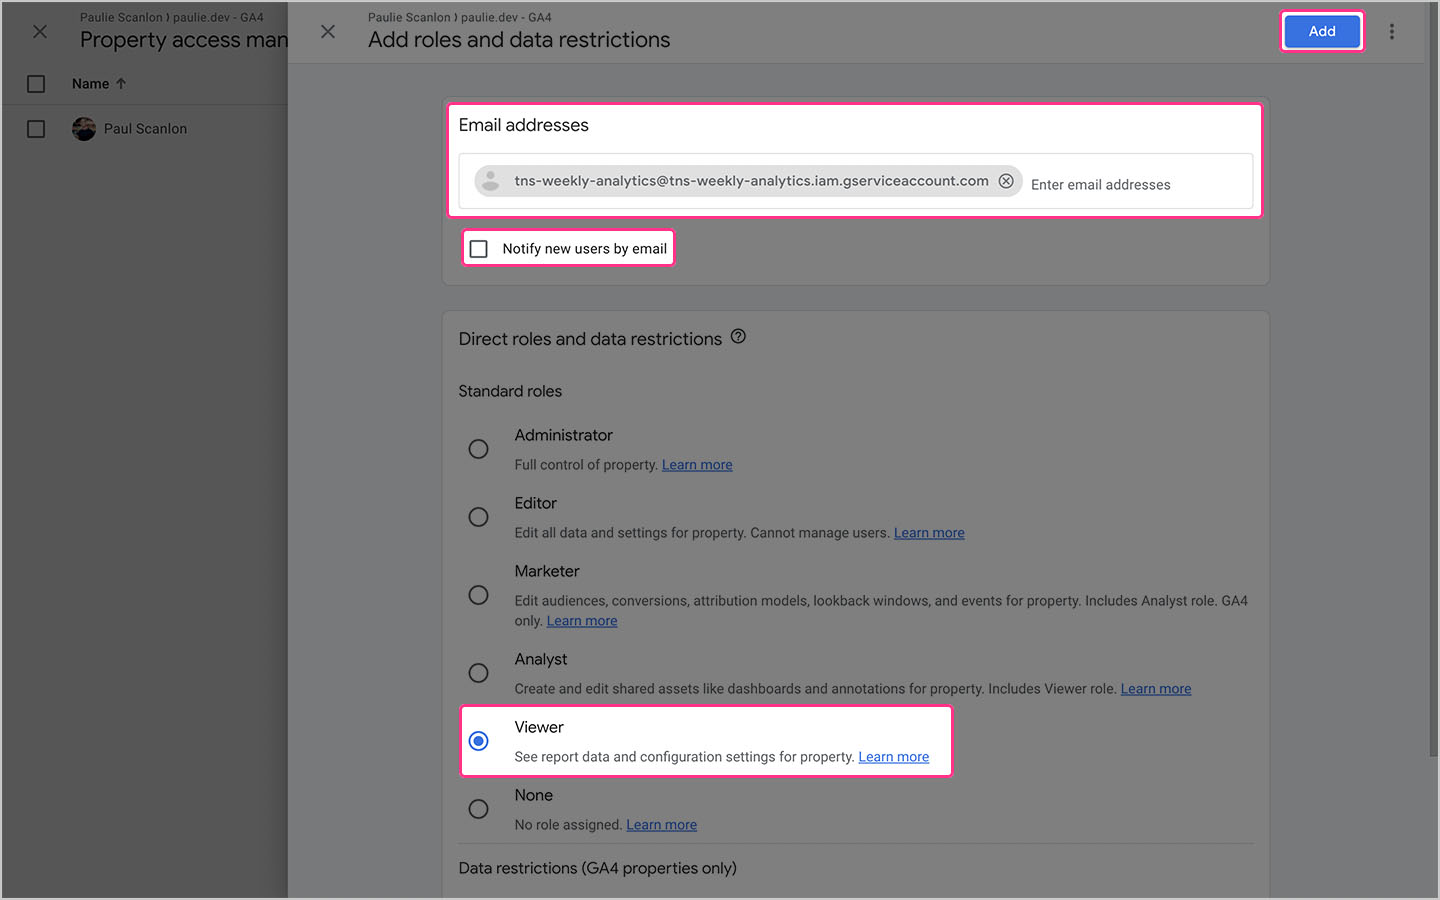 Paulie Scanlon > paulie.dev - GA4
Property access man
Name
Paul Scanlon
Paulie Scanlon > paulie.dev - GA4
Add roles and data restrictions
Add
Email addresses
tns-weekly-analytics@tns-weekly-analytics.iam.gserviceaccount.com
Enter email addresses
Notify new users by email
Direct roles and data restrictions
Standard roles
Administrator
Full control of property. Learn more
Editor
Edit all data and settings for property. Cannot manage users. Learn more
Marketer
Edit audiences, conversions, attribution models, lookback windows, and events for property. Includes Analyst role. GA4
only. Learn more
Analyst
Create and edit shared assets like dashboards and annotations for property. Includes Viewer role. Learn more
Viewer
See report data and configuration settings for property. Learn more
None
No role assigned. Learn more
Data restrictions (GA4 properties only)